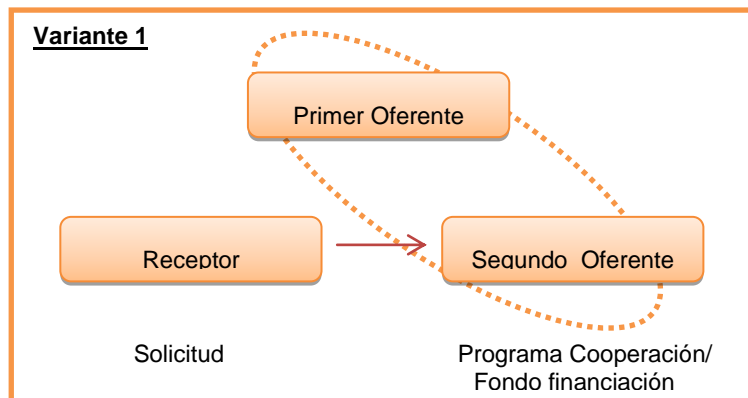 Variante 1
Primer Oferente
Receptor
Segundo Oferente
Solicitud
Programa Cooperación/
Fondo financiación